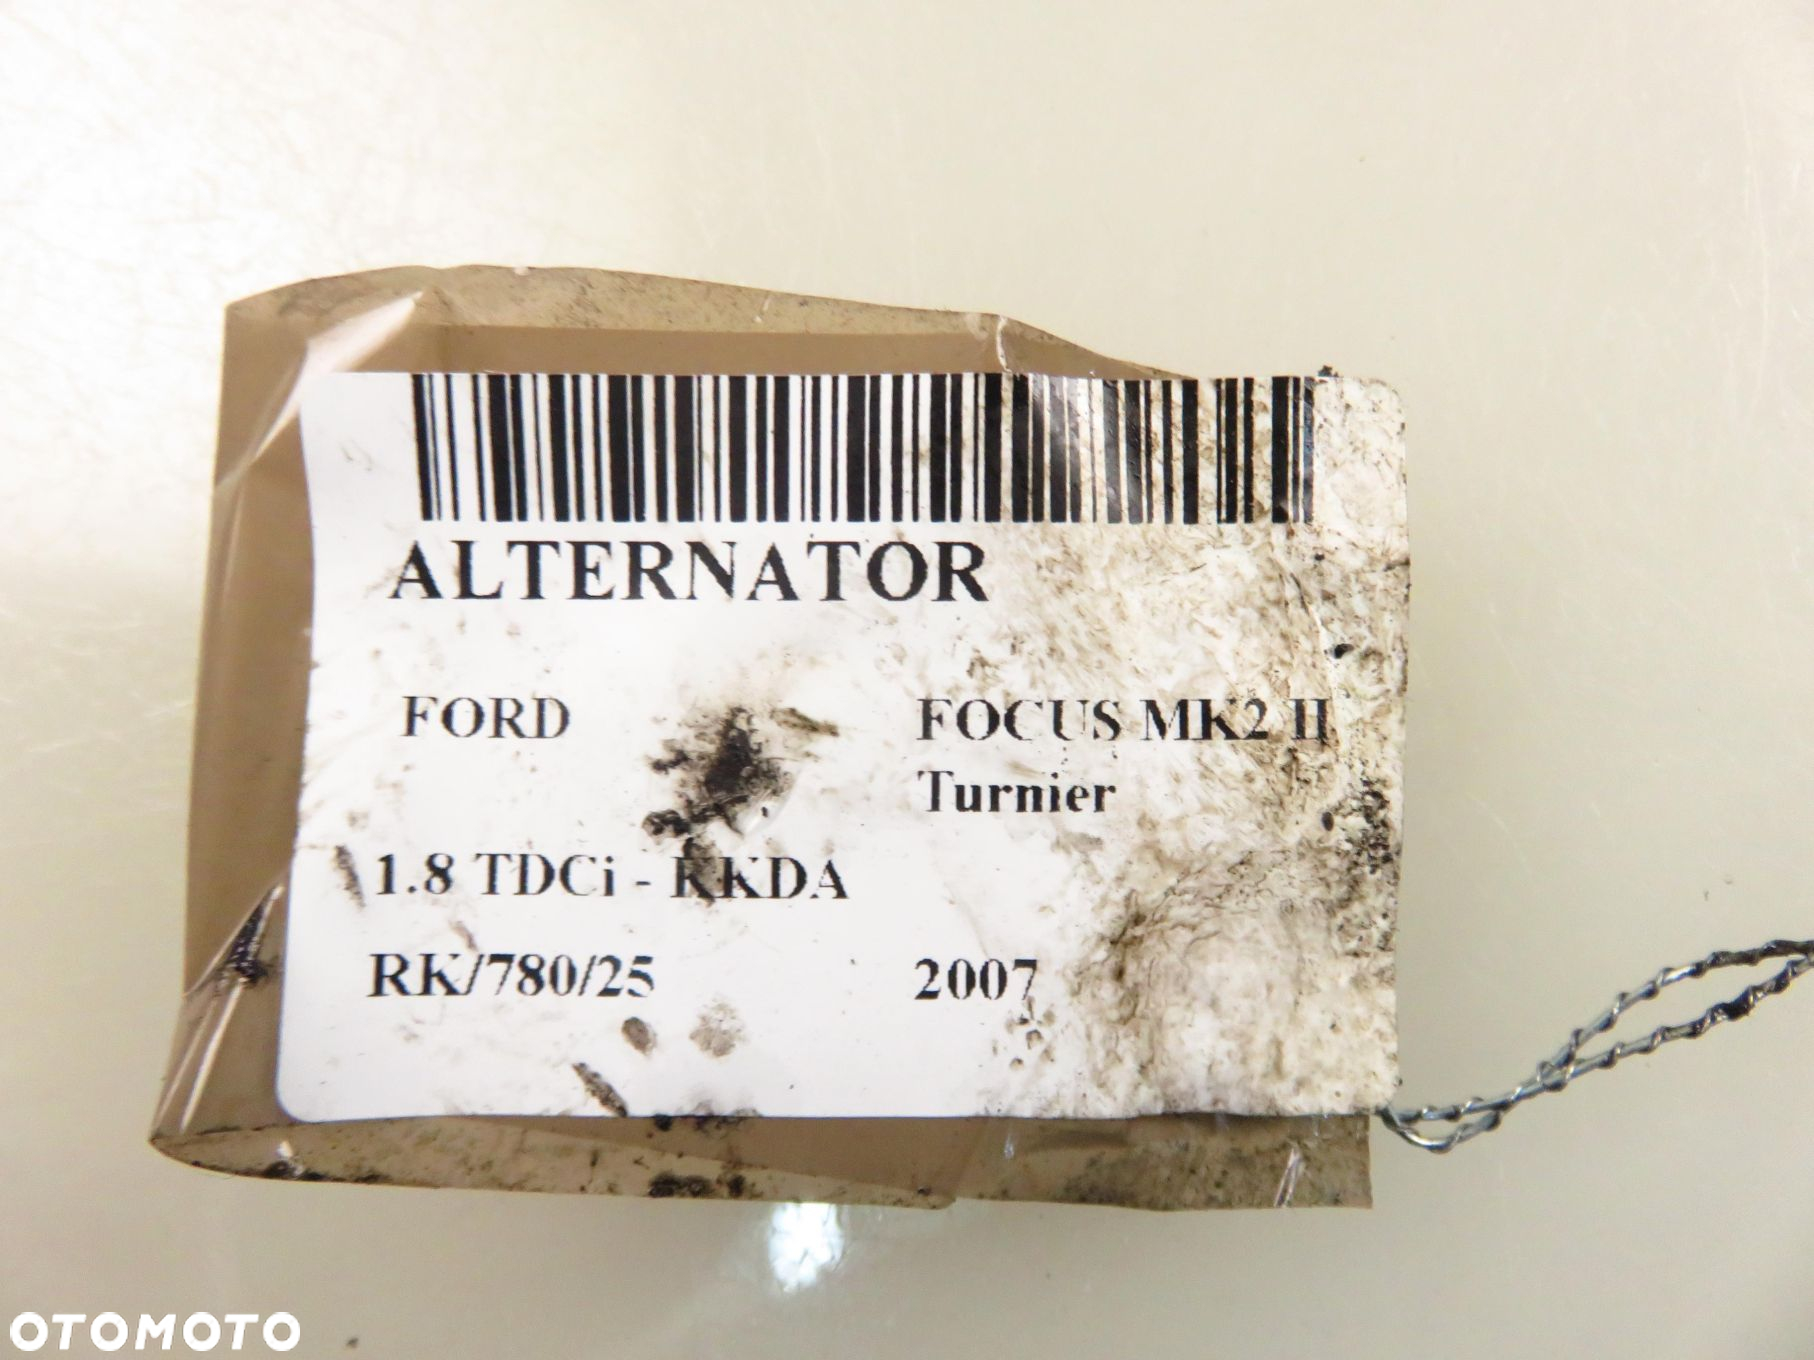 ALTERNATOR
FORD FOCUS MK2 II
Turnier
1.8 TDCi - KKDA
RK/780/25 2007
OTOMOTO